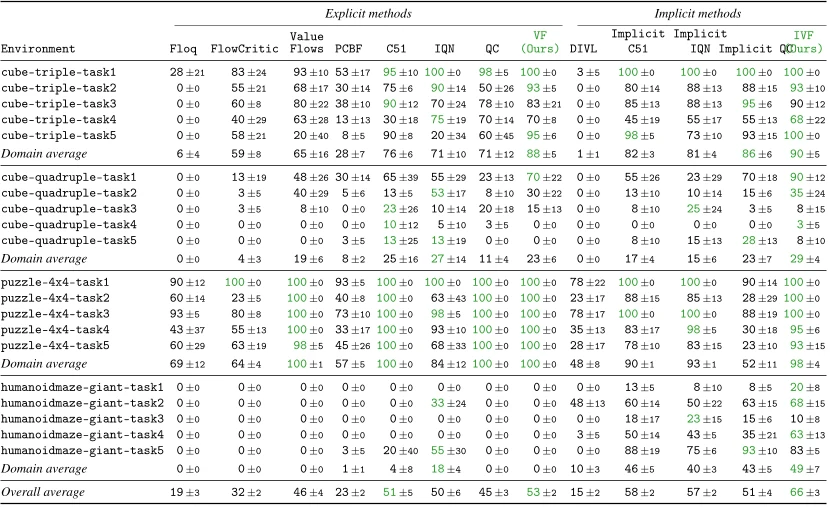 Explicit methods Implicit methods
Value VF Implicit Implicit IVF
Environment Floq FlowCritic Flows PCBF C51 IQN QC (Ours) DIVL C51 IQN Implicit QC (Ours)
cube-triple-task1 28 ±21 83 ±24 93 ±10 53 ±17 95 ±10 100 ±0 98 ±5 100 ±0 3 ±5 100 ±0 100 ±0 100 ±0 100 ±0
cube-triple-task2 0 ±0 55 ±21 68 ±17 30 ±14 75 ±6 90 ±14 50 ±26 93 ±5 0 ±0 80 ±14 88 ±13 88 ±15 93 ±10
cube-triple-task3 0 ±0 60 ±8 80 ±22 38 ±10 90 ±12 70 ±24 78 ±10 83 ±21 0 ±0 85 ±13 88 ±13 95 ±6 90 ±12
cube-triple-task4 0 ±0 40 ±29 63 ±28 13 ±13 30 ±18 75 ±19 70 ±14 70 ±8 0 ±0 45 ±19 55 ±17 55 ±13 68 ±22
cube-triple-task5 0 ±0 58 ±21 20 ±40 8 ±5 90 ±8 20 ±34 60 ±45 95 ±6 0 ±0 98 ±5 73 ±10 93 ±15 100 ±0
Domain average 6 ±4 59 ±8 65 ±16 28 ±7 76 ±6 71 ±10 71 ±12 88 ±5 1 ±1 82 ±3 81 ±4 86 ±6 90 ±5
cube-quadruple-task1 0 ±0 13 ±19 48 ±26 30 ±14 65 ±39 55 ±29 23 ±13 70 ±22 0 ±0 55 ±26 23 ±29 70 ±18 90 ±12
cube-quadruple-task2 0 ±0 3 ±5 40 ±29 5 ±6 13 ±5 53 ±17 8 ±10 30 ±22 0 ±0 13 ±10 10 ±14 15 ±6 35 ±24
cube-quadruple-task3 0 ±0 3 ±5 8 ±10 0 ±0 23 ±26 10 ±14 20 ±18 15 ±13 0 ±0 8 ±10 25 ±24 3 ±5 8 ±15
cube-quadruple-task4 0 ±0 0 ±0 0 ±0 0 ±0 10 ±12 5 ±10 3 ±5 0 ±0 0 ±0 0 ±0 0 ±0 0 ±0 3 ±5
cube-quadruple-task5 0 ±0 0 ±0 0 ±0 3 ±5 13 ±25 13 ±19 0 ±0 0 ±0 0 ±0 8 ±10 15 ±13 28 ±13 8 ±10
Domain average 0 ±0 4 ±3 19 ±6 8 ±2 25 ±16 27 ±14 11 ±4 23 ±6 0 ±0 17 ±4 15 ±6 23 ±7 29 ±4
puzzle-4x4-task1 90 ±12 100 ±0 100 ±0 93 ±5 100 ±0 100 ±0 100 ±0 100 ±0 78 ±22 100 ±0 100 ±0 90 ±14 100 ±0
puzzle-4x4-task2 60 ±14 23 ±5 100 ±0 40 ±8 100 ±0 63 ±43 100 ±0 100 ±0 23 ±17 88 ±15 85 ±13 28 ±29 100 ±0
puzzle-4x4-task3 93 ±5 80 ±8 100 ±0 73 ±10 100 ±0 98 ±5 100 ±0 100 ±0 78 ±17 100 ±0 100 ±0 88 ±19 100 ±0
puzzle-4x4-task4 43 ±37 55 ±13 100 ±0 33 ±17 100 ±0 93 ±10 100 ±0 100 ±0 35 ±13 83 ±17 98 ±5 30 ±18 95 ±6
puzzle-4x4-task5 60 ±29 63 ±19 98 ±5 45 ±26 100 ±0 68 ±33 100 ±0 100 ±0 28 ±17 78 ±10 83 ±15 23 ±10 93 ±15
Domain average 69 ±12 64 ±4 100 ±1 57 ±5 100 ±0 84 ±12 100 ±0 100 ±0 48 ±8 90 ±1 93 ±1 52 ±11 98 ±4
humanoidmaze-giant-task1 0 ±0 0 ±0 0 ±0 0 ±0 0 ±0 0 ±0 0 ±0 0 ±0 0 ±0 13 ±5 8 ±10 8 ±5 20 ±8
humanoidmaze-giant-task2 0 ±0 0 ±0 0 ±0 0 ±0 0 ±0 33 ±24 0 ±0 0 ±0 48 ±13 60 ±14 50 ±22 63 ±15 68 ±15
humanoidmaze-giant-task3 0 ±0 0 ±0 0 ±0 0 ±0 0 ±0 0 ±0 0 ±0 0 ±0 0 ±0 18 ±17 23 ±15 15 ±6 10 ±8
humanoidmaze-giant-task4 0 ±0 0 ±0 0 ±0 0 ±0 0 ±0 0 ±0 0 ±0 0 ±0 3 ±5 50 ±14 43 ±5 35 ±21 63 ±13
humanoidmaze-giant-task5 0 ±0 0 ±0 0 ±0 3 ±5 20 ±40 55 ±30 0 ±0 0 ±0 0 ±0 88 ±19 75 ±6 93 ±10 83 ±5
Domain average 0 ±0 0 ±0 0 ±0 1 ±1 4 ±8 18 ±4 0 ±0 0 ±0 10 ±3 46 ±5 40 ±3 43 ±5 49 ±7
Overall average 19 ±3 32 ±2 46 ±4 23 ±2 51 ±5 50 ±6 45 ±3 53 ±2 15 ±2 58 ±2 57 ±2 51 ±4 66 ±3